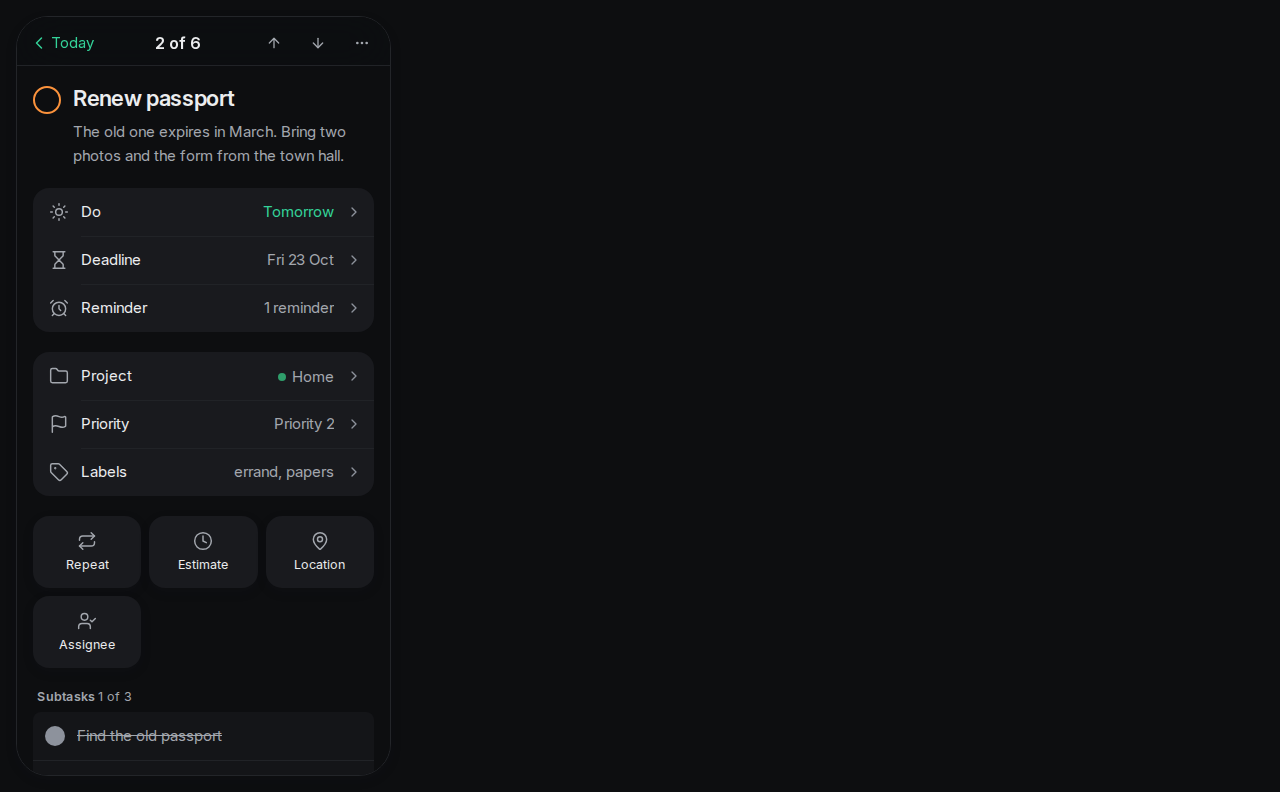 Today
2 of 6
Renew passport
The old one expires in March. Bring two
photos and the form from the town hall.
Do Tomorrow
Deadline Fri 23 Oct
Reminder 1 reminder
Project Home
Priority Priority 2
Labels errand, papers
Repeat Estimate Location
Assignee
Subtasks 1 of 3
Find the old passport